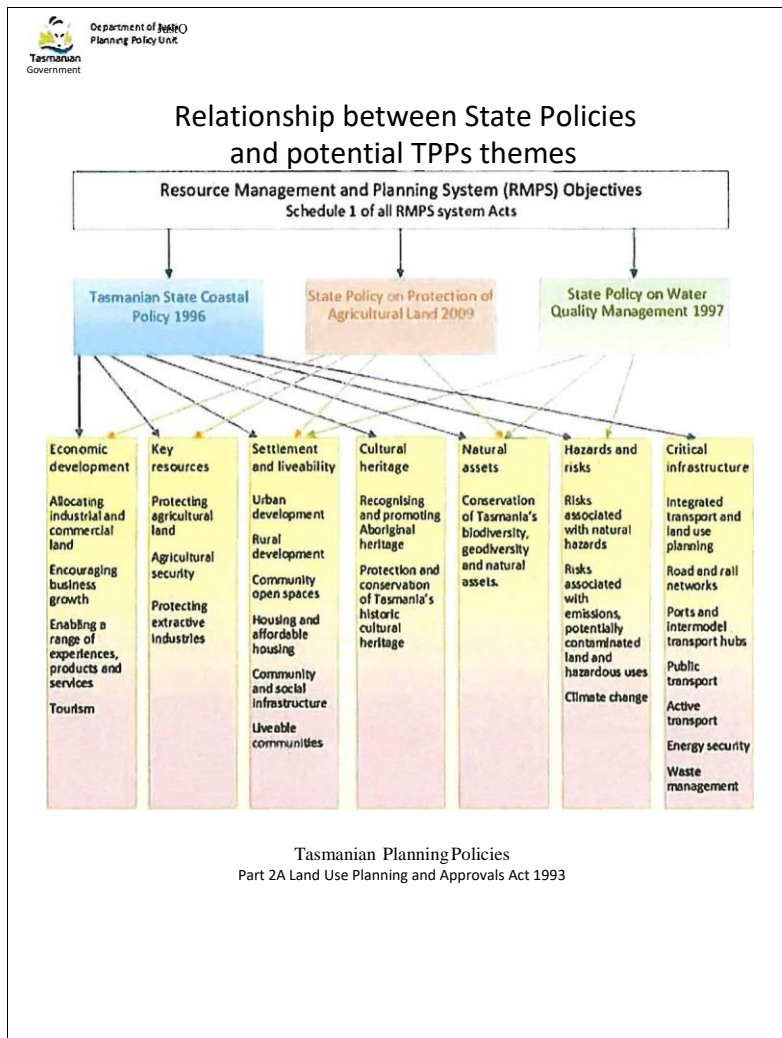 Department of JusticO
Planning Policy Unit
Tasmanian
Government
Relationship between State Policies
and potential TPPs themes
Resource Management and Planning System (RMPS) Objectives
Schedule 1 of all RMPS system Acts
Tasmanian State Coastal
Policy 1996
State Policy on Protection of
Agricultural Land 2009
State Policy on Water
Quality Management 1997
Economic
development
Allocating
industrial and
commercial
land
Encouraging
business
growth
Enabling a
range of
experiences,
products and
services
Tourism
Key
resources
Protecting
agricultural
land
Agricultural
security
Protecting
extractive
industries
Settlement
and liveability
Urban
development
Rural
development
Community
open spaces
Housing and
affordable
housing
Community
and social
infrastructure
Liveable
communities
Cultural
heritage
Recognising
and promoting
Aboriginal
heritage
Protection and
conservation
of Tasmania's
historic
cultural
heritage
Natural
assets
Conservation
of Tasmania's
biodiversity,
geodiversity
and natural
assets.
Hazards and
risks
Risks
associated
with natural
hazards
Risks
associated
with
emissions,
potentially
contaminated
land and
hazardous uses
Climate change
Critical
infrastructure
Integrated
transport and
land use
planning
Road and rail
networks
Ports and
intermodel
transport hubs
Public
transport
Active
transport
Energy security
Waste
management
Tasmanian Planning Policies
Part 2A Land Use Planning and Approvals Act 1993